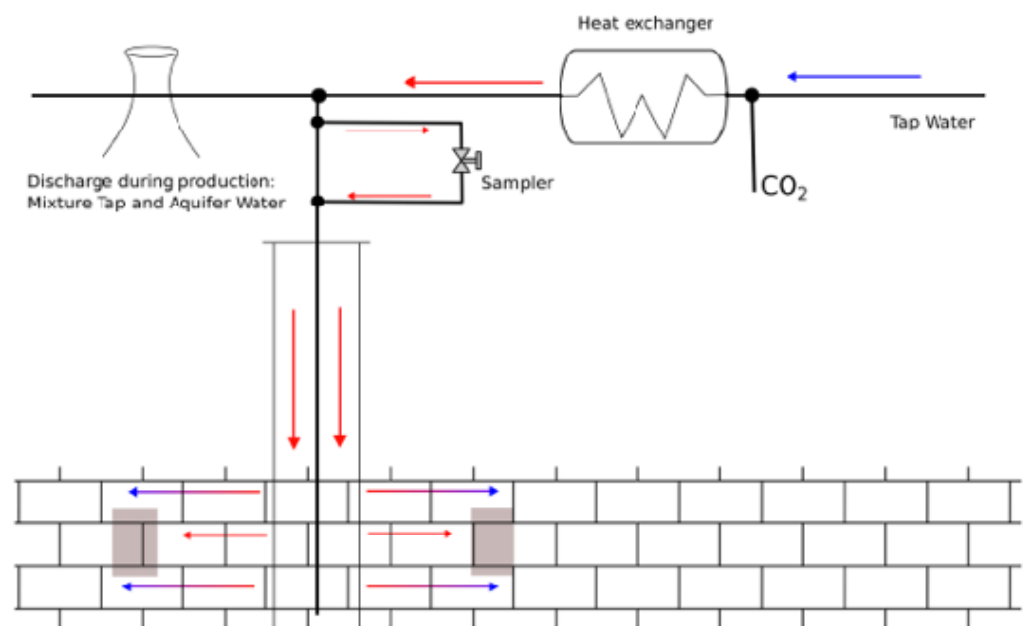 Heat exchanger
Tap Water
CO₂
Sampler
Discharge during production:
Mixture Tap and Aquifer Water